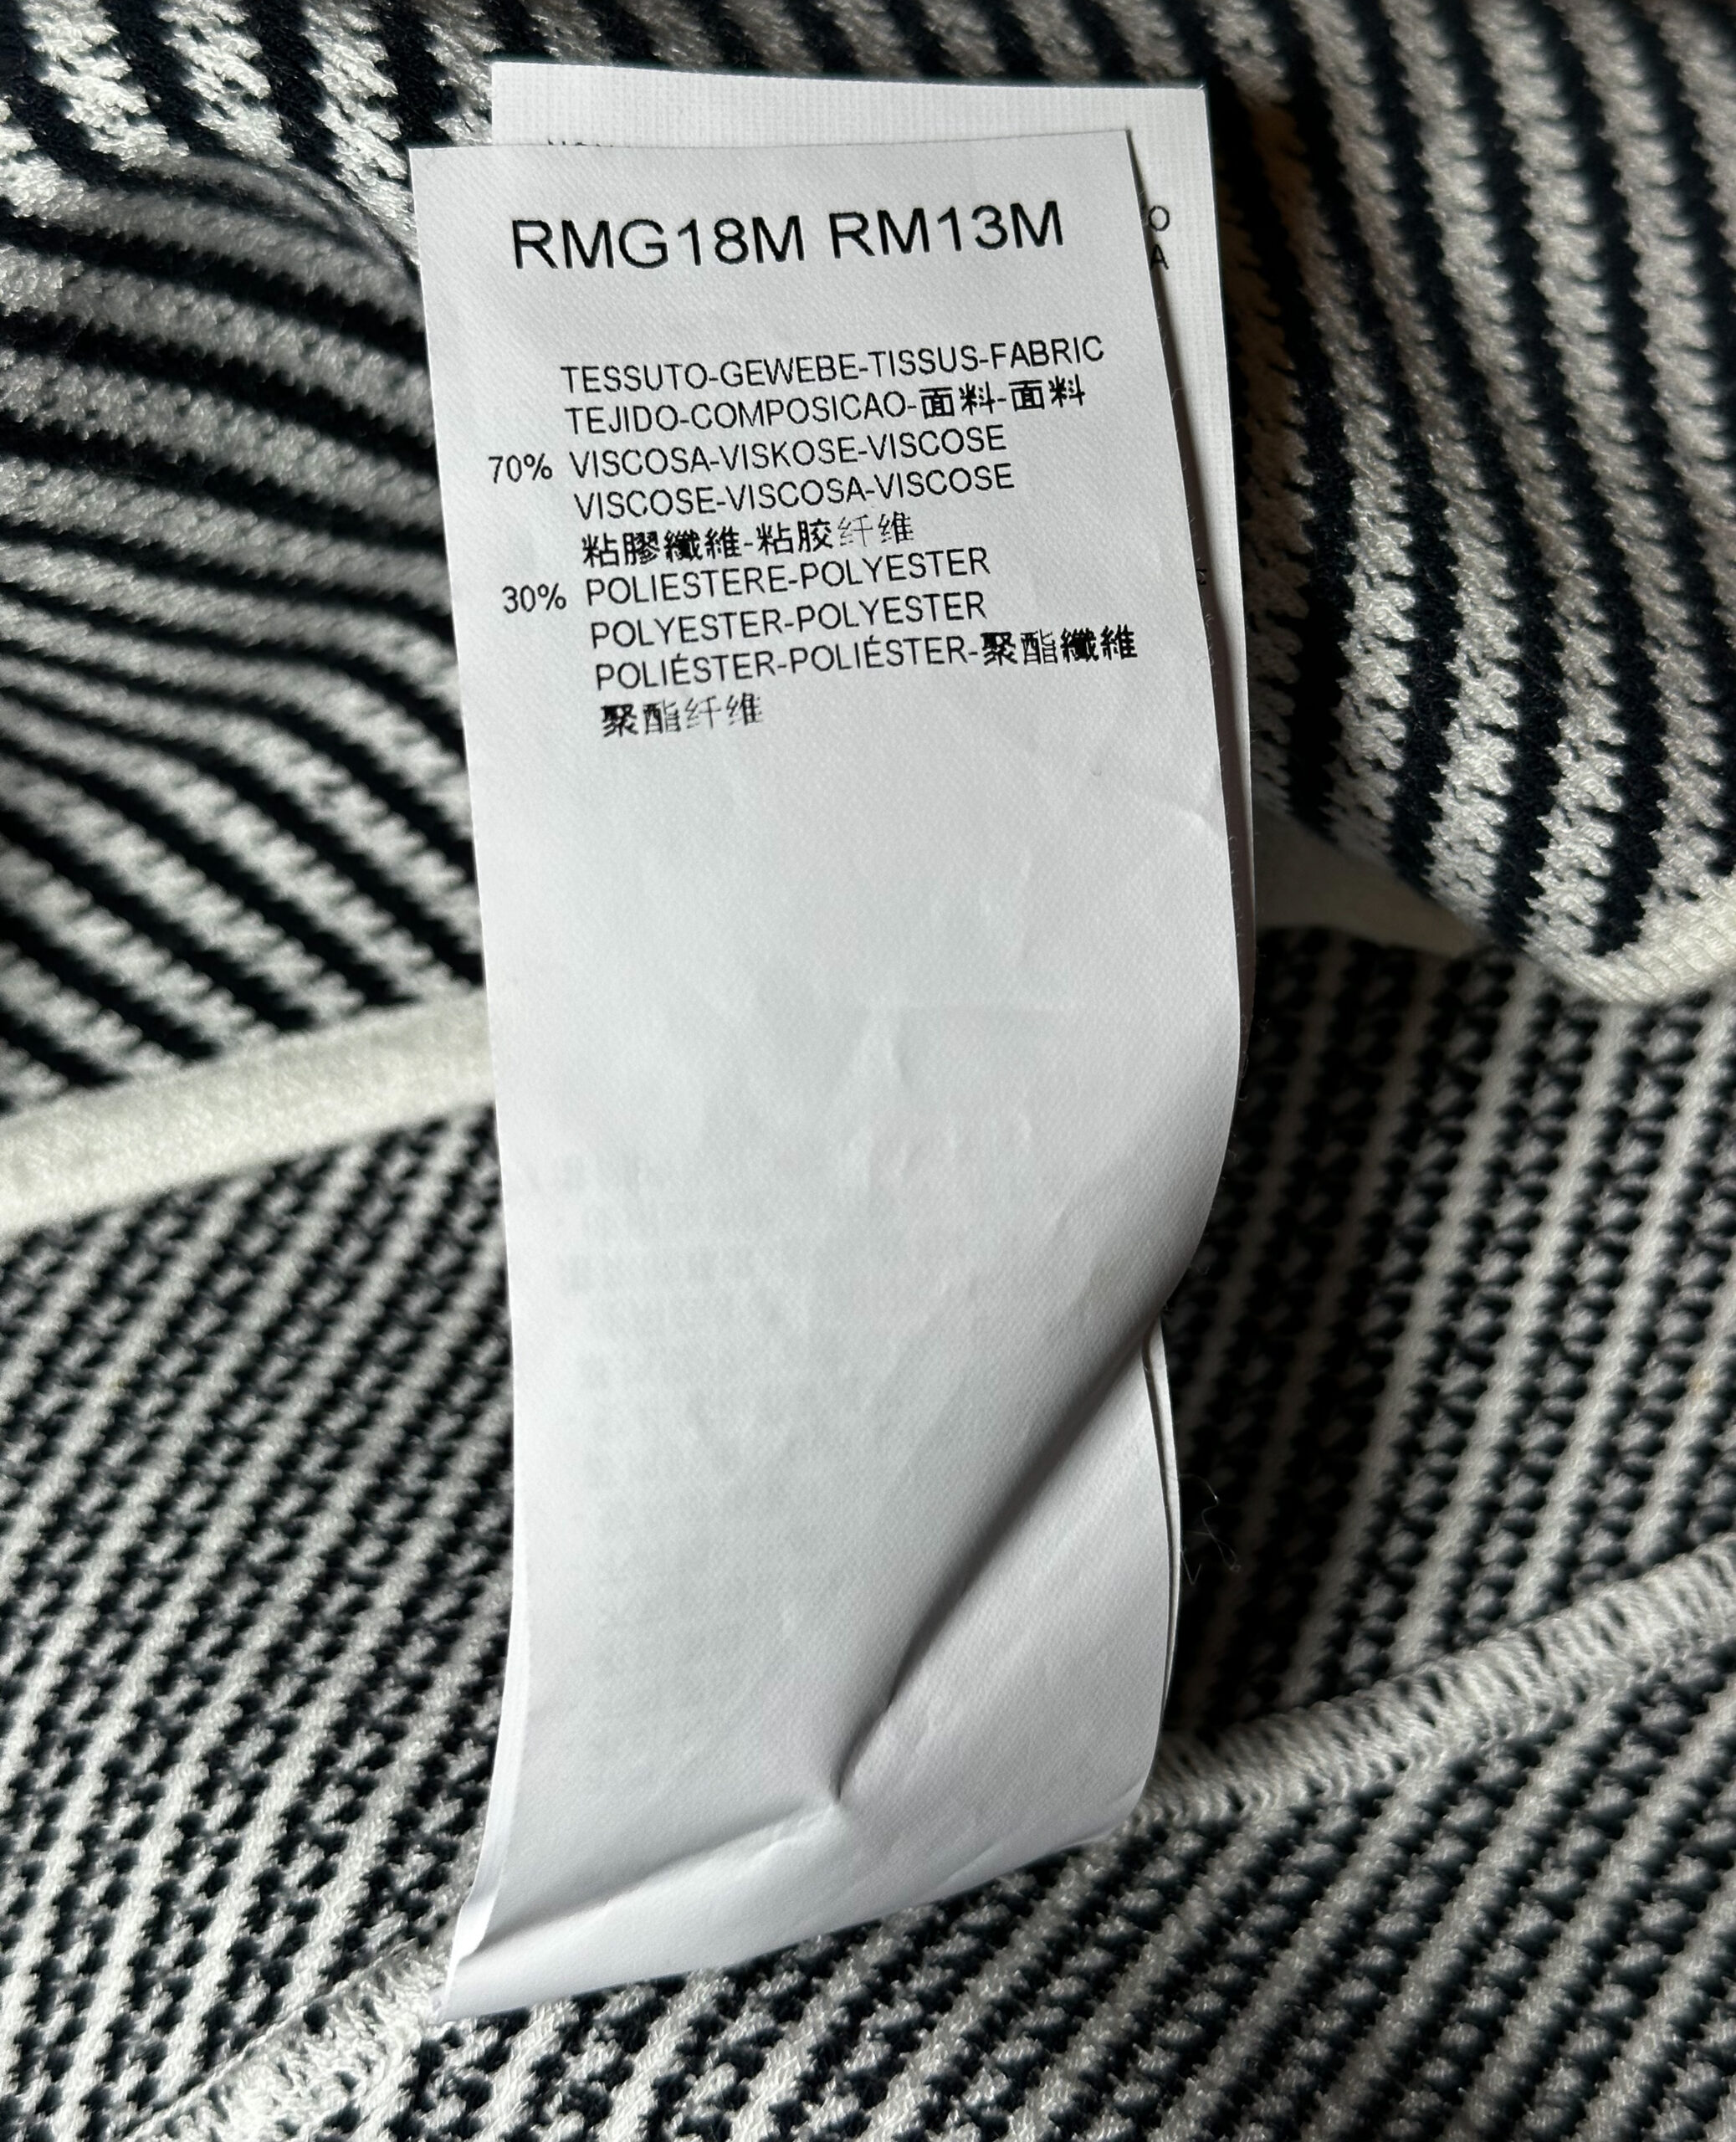 RMG18M RM13M
TESSUTO-GEWEBE-TISSUS-FABRIC
TEJIDO-COMPOSICAO-面料-面料
70% VISCOSA-VISKOSE-VISCOSE
VISCOSE-VISCOSA-VISCOSE
粘膠纖維-粘胶纤维
30% POLIESTERE-POLYESTER
POLYESTER-POLYESTER
POLIÉSTER-POLIÉSTER-聚酯纖維
聚酯纤维